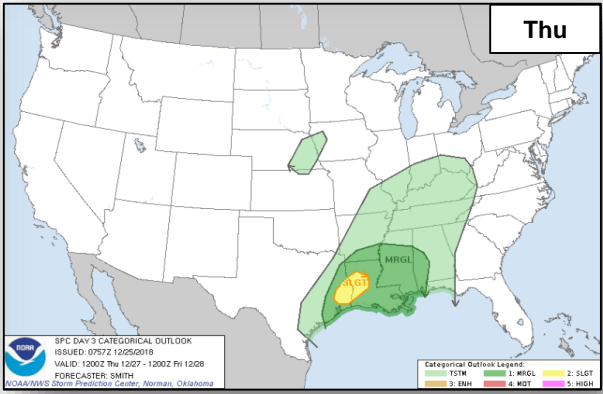 Thu
MRGL
SLGT
NOAA
SPC DAY 3 CATEGORICAL OUTLOOK
ISSUED: 0757Z 12/25/2018
VALID: 1200Z Thu 12/27 - 1200Z Fri 12/28
FORECASTER: SMITH
NOAA/NWS Storm Prediction Center, Norman, Oklahoma
Categorical Outlook Legend:
TSTM 1: MRGL 2: SLGT
3: ENH 4: MDT 5: HIGH